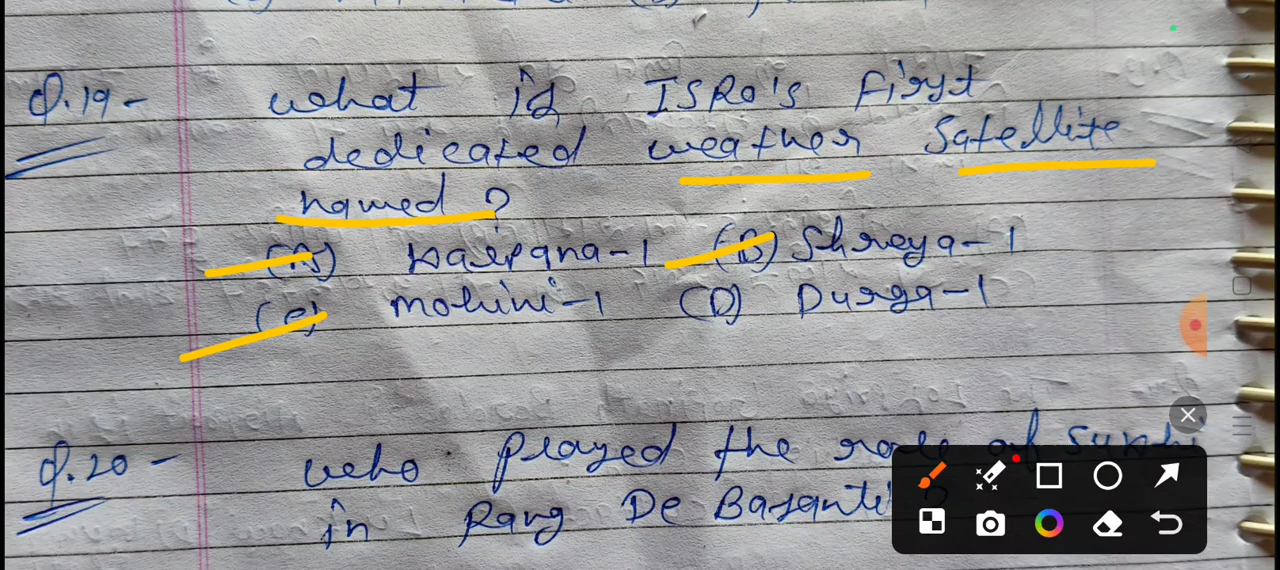 Q.19- what is ISRO's first
dedicated weather Satellite
named ?
(A) Kalpana-1 (B) Shreya-1
(C) Mohini-1 (D) Durga-1
Q.20- who played the role of
in Rang De Basanti